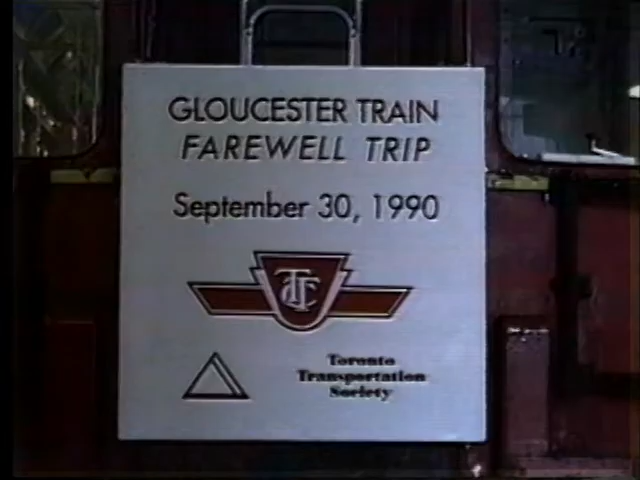 GLOUCESTER TRAIN
FAREWELL TRIP
September 30, 1990
TTC
Toronto
Transportation
Society